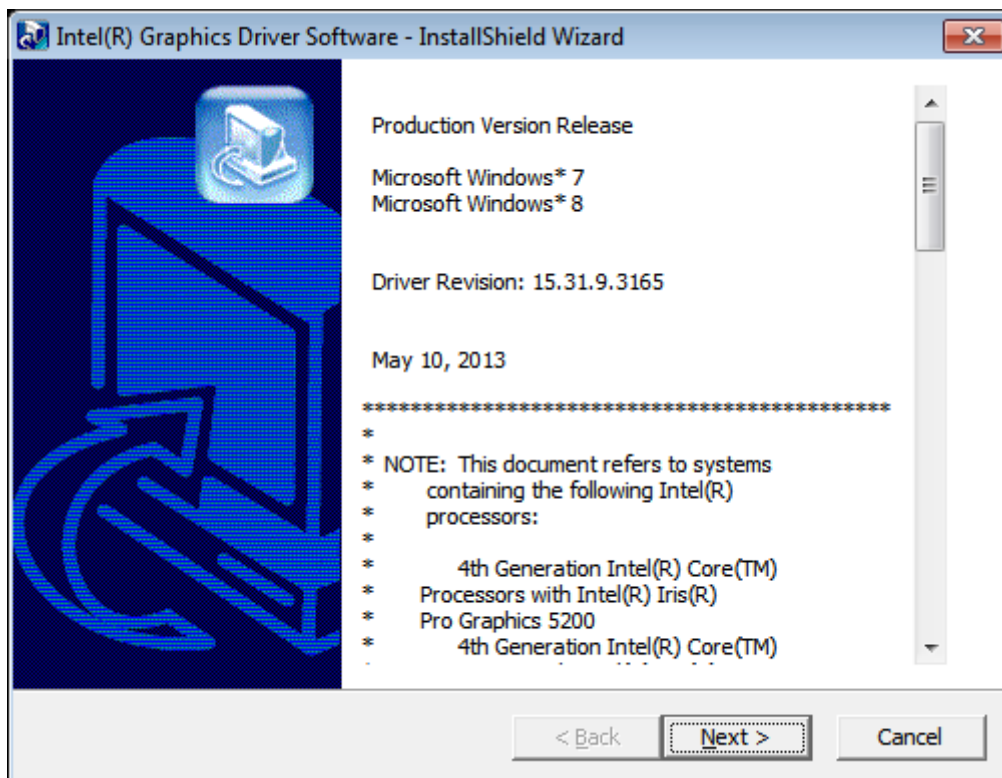 Intel(R) Graphics Driver Software - InstallShield Wizard
Production Version Release
Microsoft Windows* 7
Microsoft Windows* 8
Driver Revision: 15.31.9.3165
May 10, 2013
********************************************
*
* NOTE: This document refers to systems
* containing the following Intel(R)
* processors:
*
* 4th Generation Intel(R) Core(TM)
* Processors with Intel(R) Iris(R)
* Pro Graphics 5200
* 4th Generation Intel(R) Core(TM)
< Back
Next >
Cancel